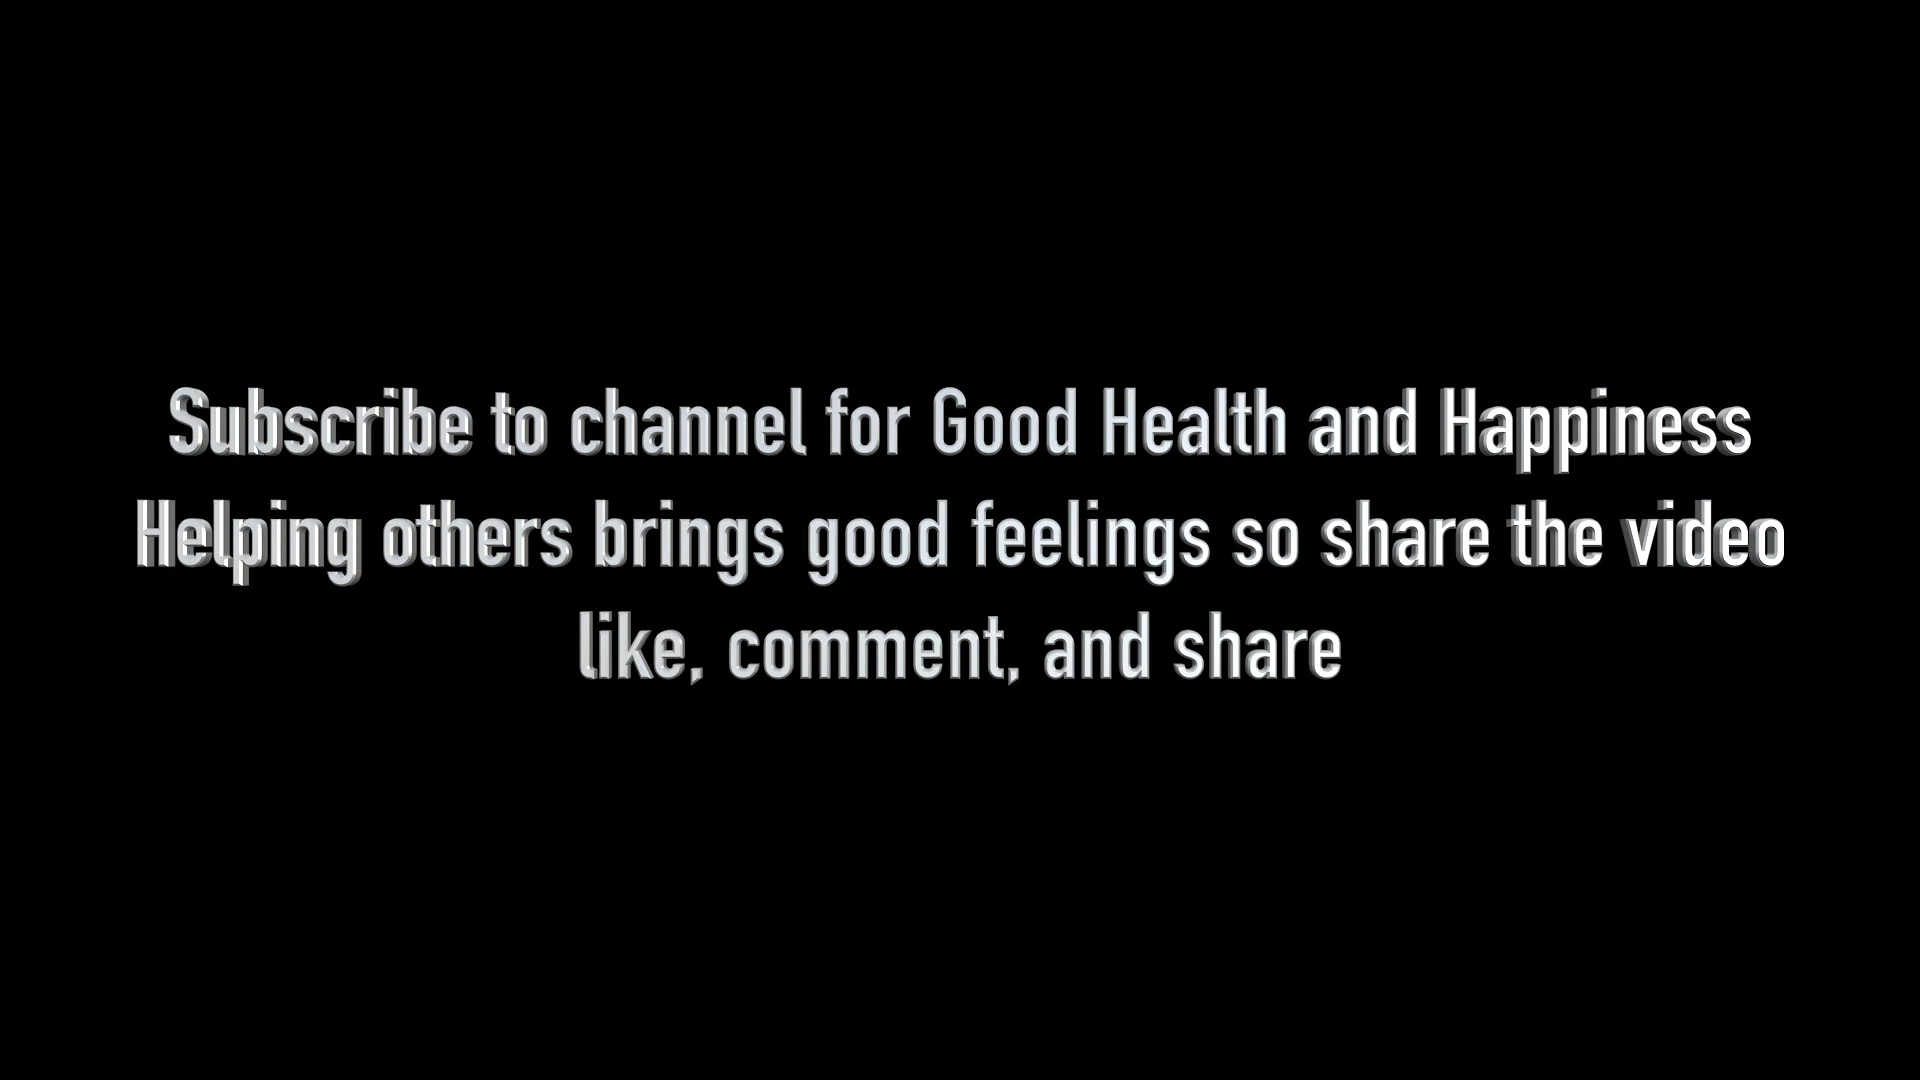 Subscribe to channel for Good Health and Happiness
Helping others brings good feelings so share the video
like, comment, and share